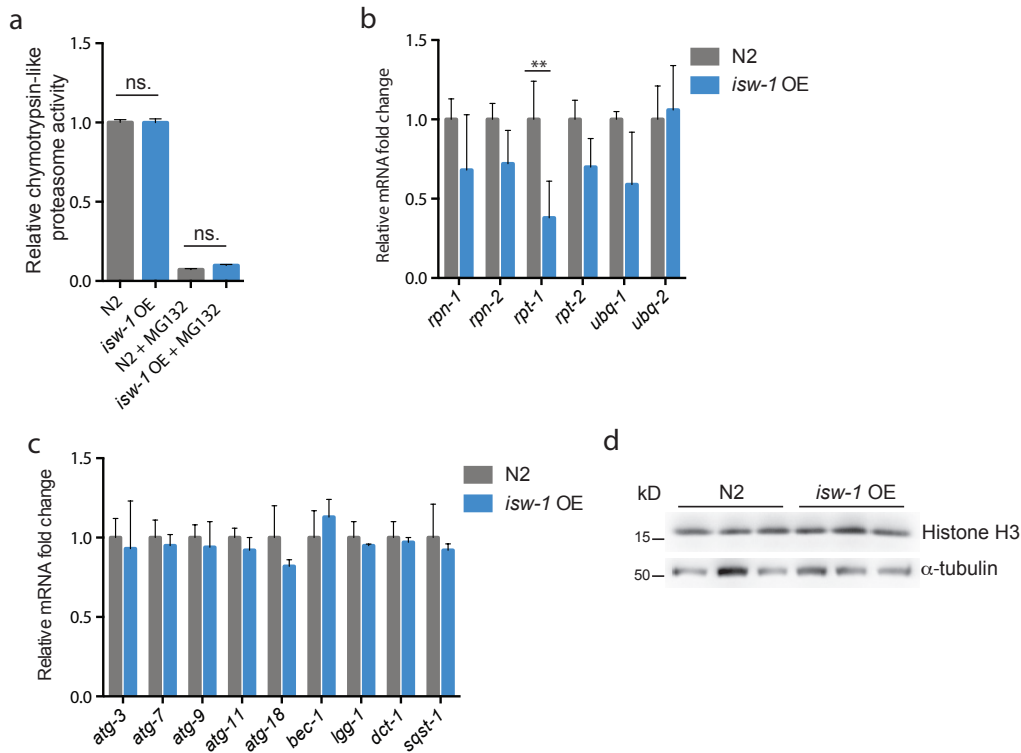 a
Relative chymotrypsin-like
proteasome activity
1.5
1.0
0.5
0.0
ns.
ns.
N2
isw-1 OE
N2 + MG132
isw-1 OE + MG132
b
Relative mRNA fold change
1.5
1.0
0.5
0.0
**
N2
isw-1 OE
rpn-1
rpn-2
rpt-1
rpt-2
ubq-1
ubq-2
c
Relative mRNA fold change
1.5
1.0
0.5
0.0
N2
isw-1 OE
atg-3
atg-7
atg-9
atg-11
atg-18
bec-1
lgg-1
dct-1
sqst-1
d
kD
N2
isw-1 OE
15
Histone H3
50
α-tubulin